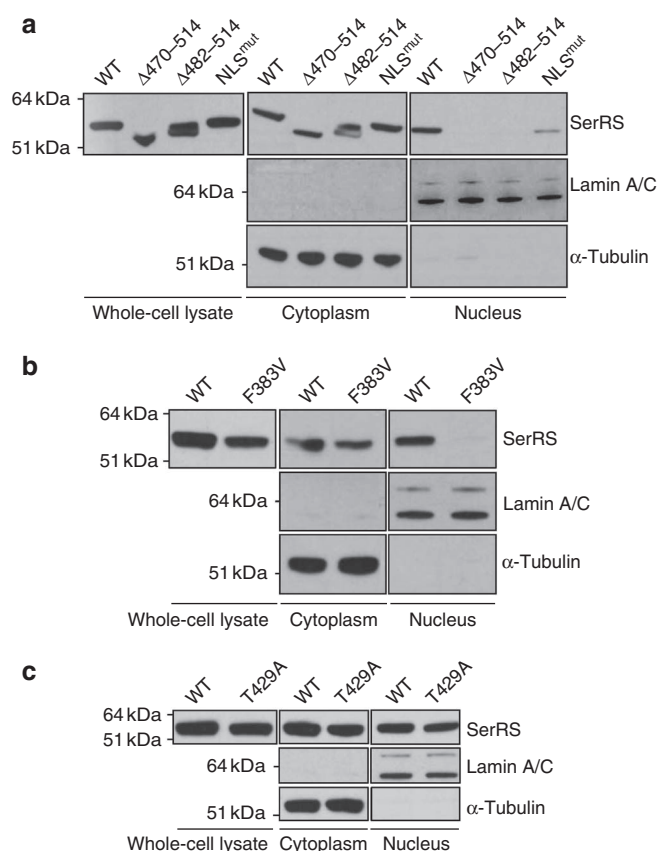 a
WT Δ470–514 Δ482–514 NLSmut WT Δ470–514 Δ482–514 NLSmut WT Δ470–514 Δ482–514 NLSmut
64 kDa
SerRS
51 kDa
Lamin A/C
64 kDa
51 kDa
α-Tubulin
Whole-cell lysate Cytoplasm Nucleus
b
WT F383V WT F383V WT F383V
64 kDa
SerRS
51 kDa
64 kDa
Lamin A/C
α-Tubulin
51 kDa
Whole-cell lysate Cytoplasm Nucleus
c
WT T429A WT T429A WT T429A
64 kDa
SerRS
51 kDa
64 kDa
Lamin A/C
α-Tubulin
51 kDa
Whole-cell lysate Cytoplasm Nucleus